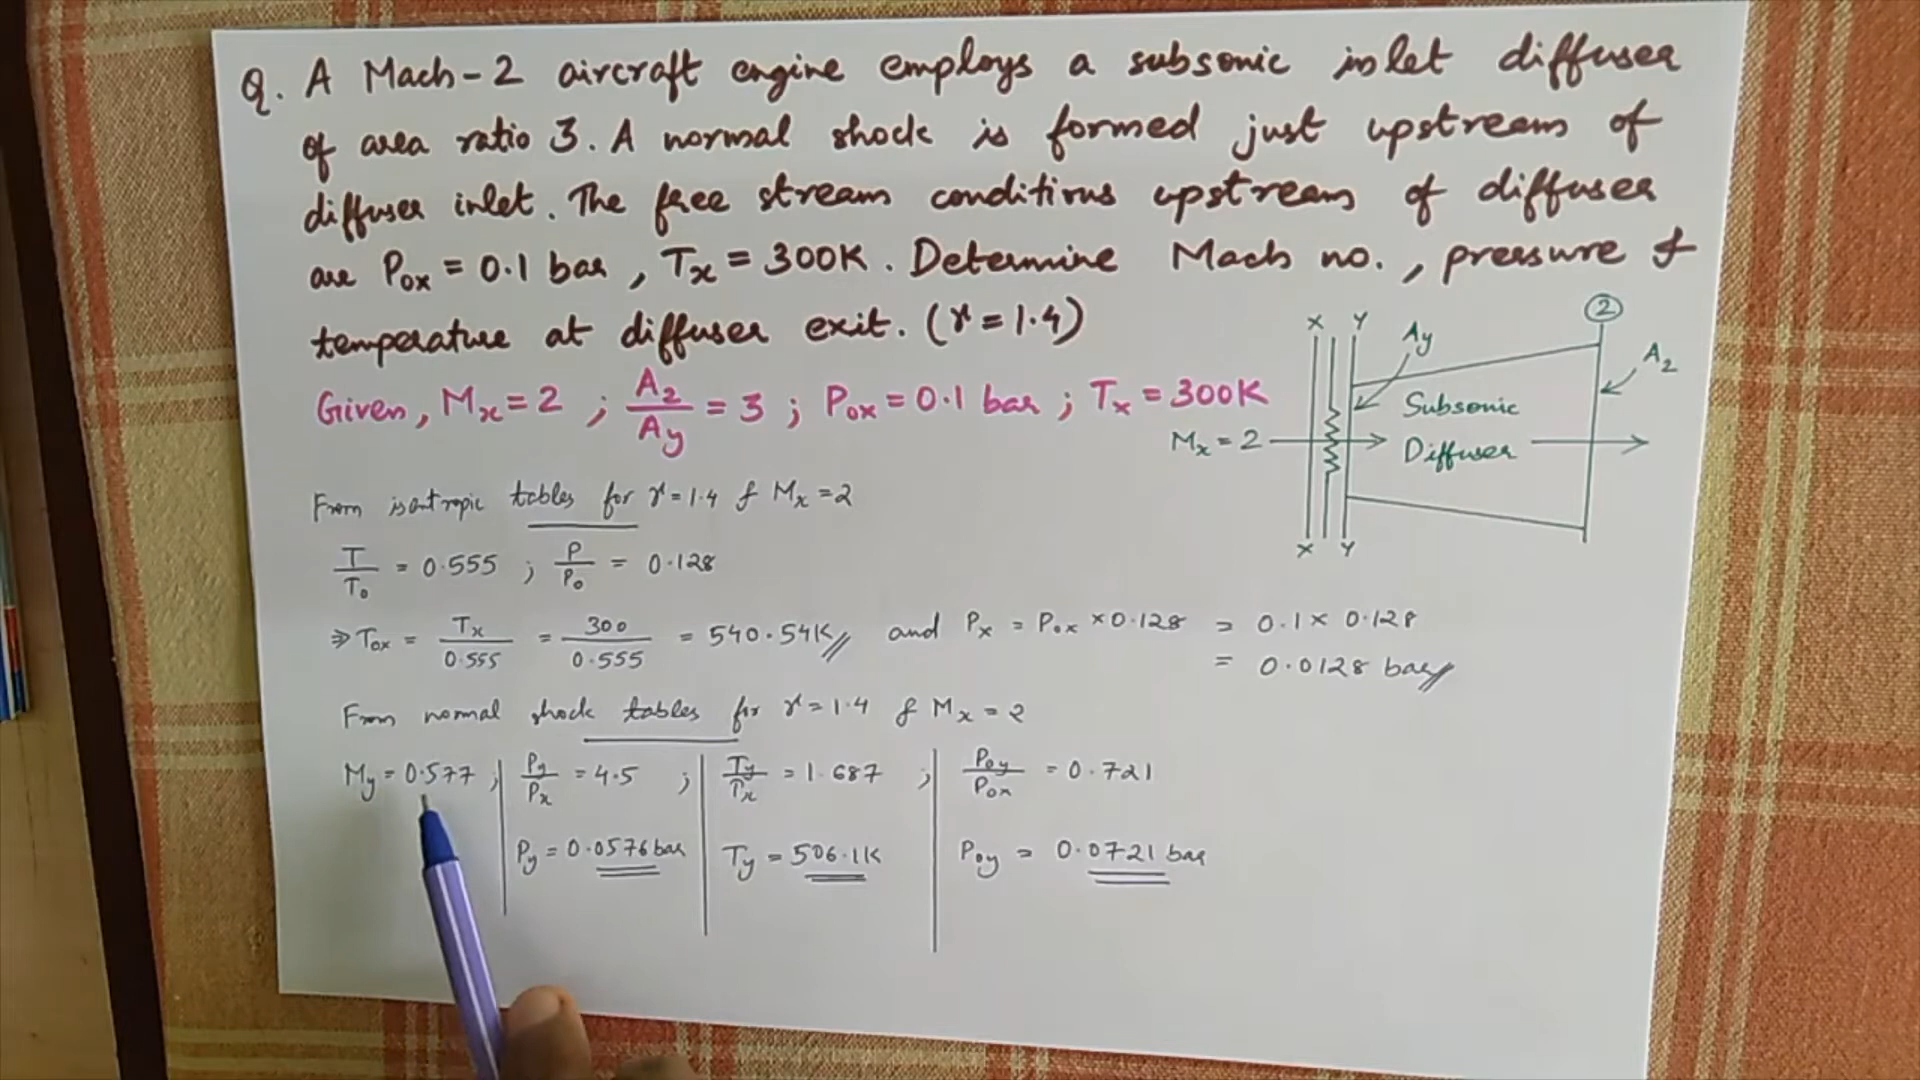 Q. A Mach-2 aircraft engine employs a subsonic inlet diffuser
of area ratio 3. A normal shock is formed just upstream of
diffuser inlet. The free stream conditions upstream of diffuser
are Pox = 0.1 bar, Tx = 300K. Determine Mach no., pressure &
temperature at diffuser exit. (γ = 1.4)
Given, Mx = 2 ; A2/Ay = 3 ; Pox = 0.1 bar ; Tx = 300K
X Y Ay 2 A2
Mx = 2 Subsonic Diffuser
X Y
From isentropic tables for γ = 1.4 & Mx = 2
T/To = 0.555 ; P/Po = 0.128
⇒ Tox = Tx/0.555 = 300/0.555 = 540.54K and Px = Pox × 0.128 = 0.1 × 0.128
= 0.0128 bar
From normal shock tables for γ = 1.4 & Mx = 2
My = 0.577 ; Py/Px = 4.5 ; Ty/Tx = 1.687 ; Poy/Pox = 0.721
Py = 0.0576 bar Ty = 506.1K Poy = 0.0721 bar